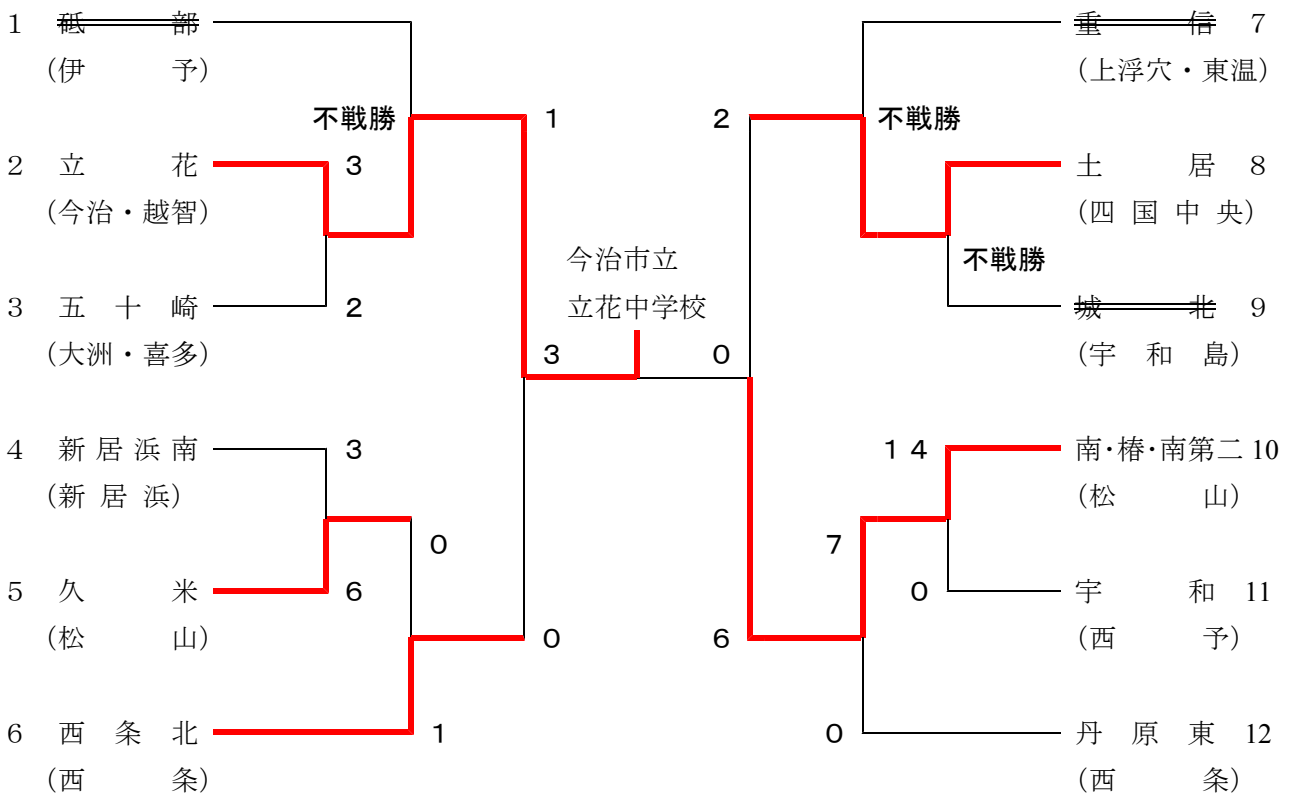 1 砥部
(伊予)
不戦勝
1
2 立花
3
(今治・越智)
3 五十崎
2
(大洲・喜多)
今治市立
立花中学校
3
4 新居浜南
3
(新居浜)
0
5 久米
6
(松山)
0
6 西条北
1
(西条)
重信 7
(上浮穴・東温)
2
不戦勝
土居 8
(四国中央)
不戦勝
城北 9
(宇和島)
0
14
南・椿・南第二 10
(松山)
7
0
宇和 11
(西予)
6
0
丹原東 12
(西条)